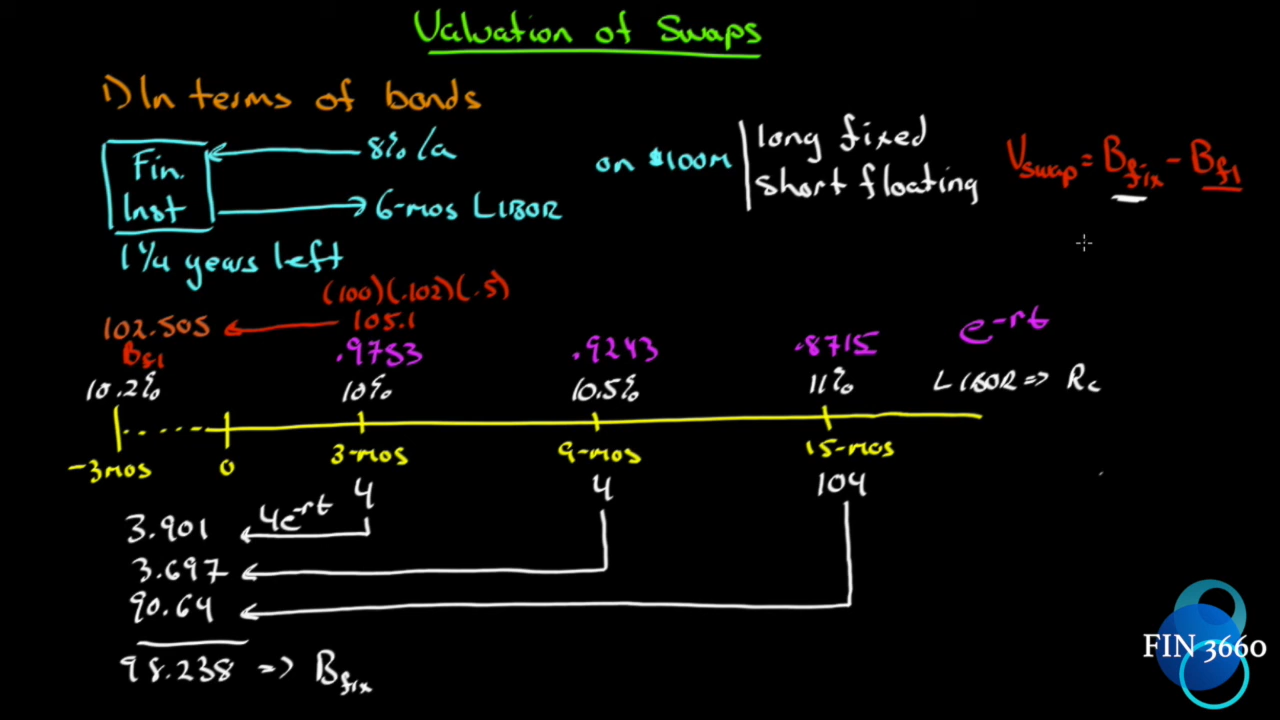 Valuation of Swaps
1) In terms of bonds
Fin. Inst
8% /a
6-mos LIBOR
on $100M
long fixed
short floating
Vswap = Bfix - Bfl
1 1/4 years left
(100)(.102)(.5)
102.505
105.1
Bfl
.9753
.9243
.8715
e-rt
10.2%
10%
10.5%
11%
LIBOR => Rc
-3mos
0
3-mos
9-mos
15-mos
4
4
104
3.901
4e-rt
3.697
90.64
98.238 => Bfix
FIN 3660